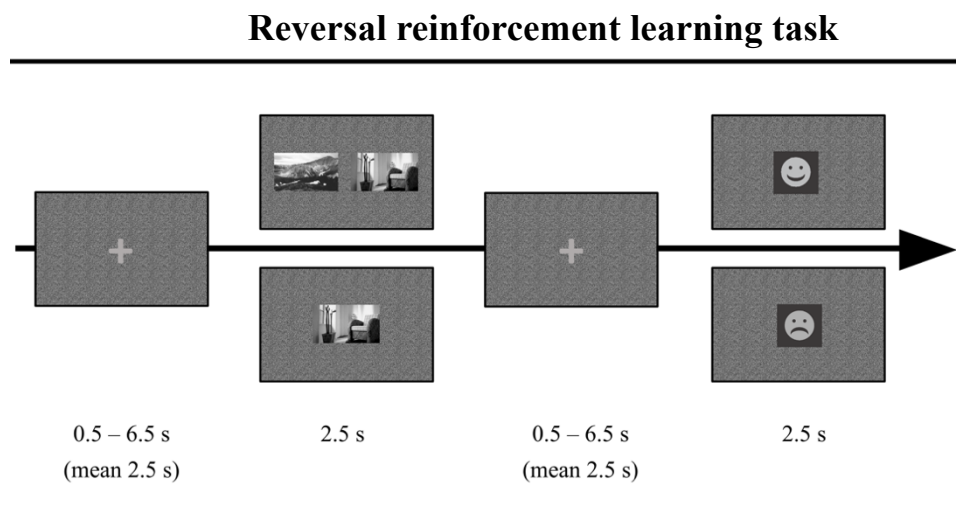 Reversal reinforcement learning task
0.5 – 6.5 s
(mean 2.5 s)
2.5 s
0.5 – 6.5 s
(mean 2.5 s)
2.5 s